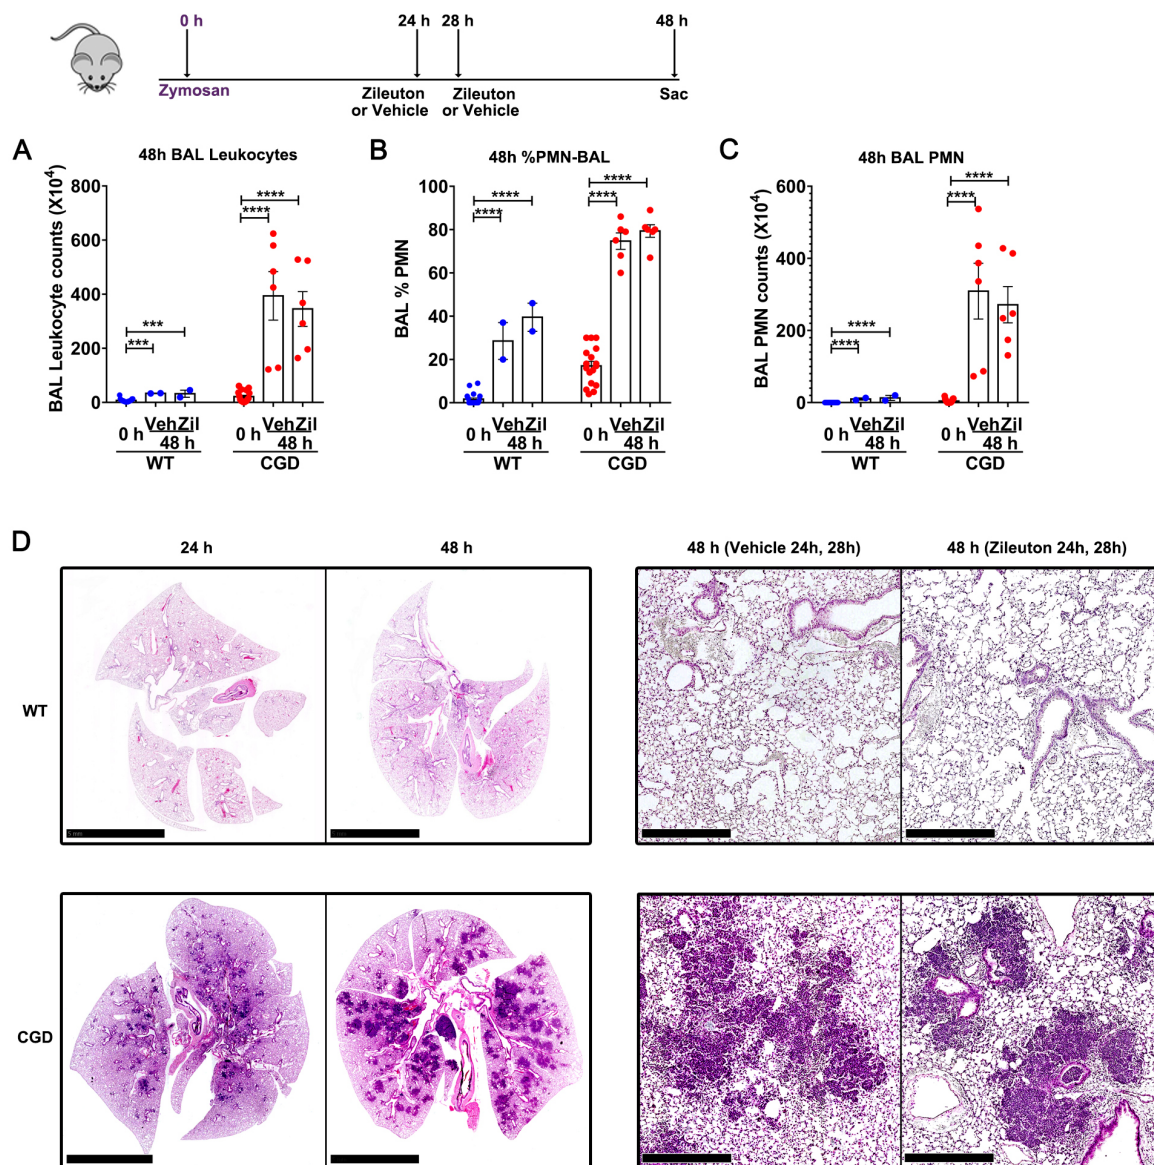 0 h
24 h
28 h
48 h
Zymosan
Zileuton
or Vehicle
Zileuton
or Vehicle
Sac
A
48h BAL Leukocytes
BAL Leukocyte counts (X10⁴)
800
600
400
200
0
****
****
***
***
0 h
Veh Zil
48 h
WT
0 h
Veh Zil
48 h
CGD
B
48h %PMN-BAL
BAL % PMN
100
80
60
40
20
0
****
****
****
****
0 h
Veh Zil
48 h
WT
0 h
Veh Zil
48 h
CGD
C
48h BAL PMN
BAL PMN counts (X10⁴)
600
400
200
0
****
****
****
****
0 h
Veh Zil
48 h
WT
0 h
Veh Zil
48 h
CGD
D
24 h
48 h
48 h (Vehicle 24h, 28h)
48 h (Zileuton 24h, 28h)
WT
CGD